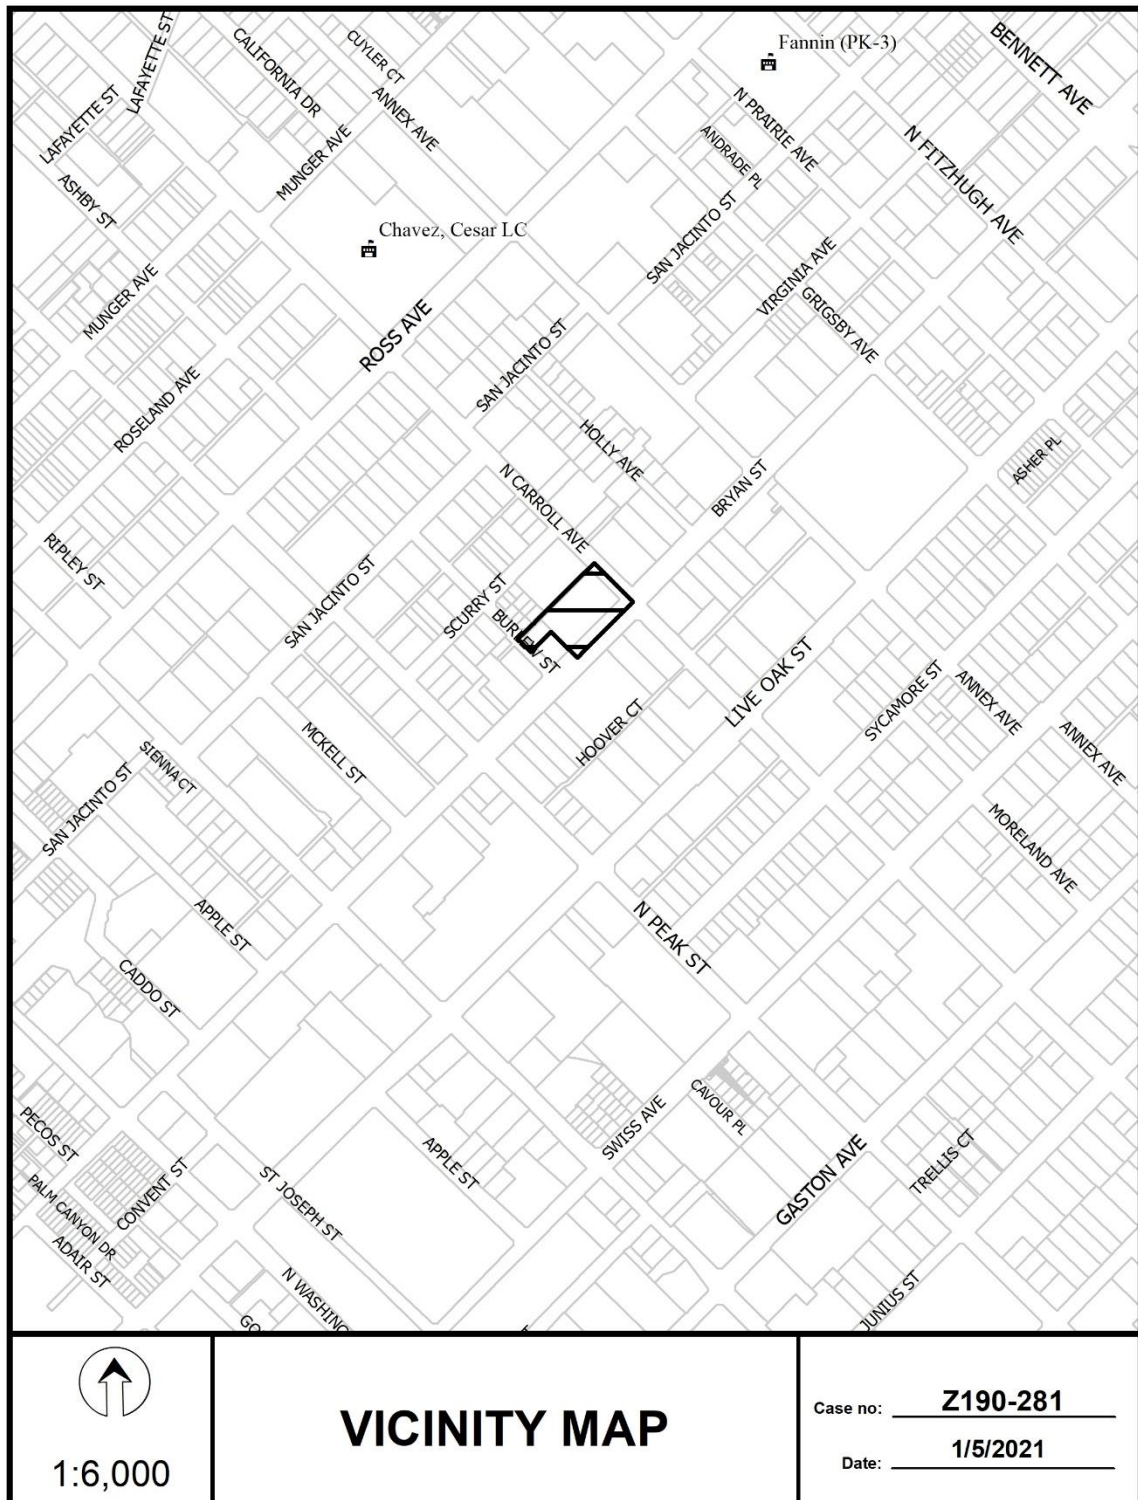 Fannin (PK-3)
BENNETT AVE
LAFAYETTE ST
CALIFORNIA DR
CUYLER CT
LAFAYETTE ST
ANNEX AVE
N PRAIRIE AVE
ANDRADE PL
N FITZHUGH AVE
MUNGER AVE
ASHBY ST
Chavez, Cesar LC
SAN JACINTO ST
VIRGINIA AVE
MUNGER AVE
GRIGSBY AVE
ROSS AVE
SAN JACINTO ST
ROSELAND AVE
HOLLY AVE
ASHER PL
BRYAN ST
N CARROLL AVE
RIPLEY ST
SAN JACINTO ST
SCURRY ST
BURLEW ST
LIVE OAK ST
SYCAMORE ST
ANNEX AVE
HOOVER CT
MCKELL ST
ANNEX AVE
SIENNA CT
SAN JACINTO ST
MORELAND AVE
APPLE ST
N PEAK ST
CADDO ST
PECOS ST
CAVOUR PL
SWISS AVE
APPLE ST
GASTON AVE
TRELLIS CT
CONVENT ST
ST JOSEPH ST
PALM CANYON DR
ADAIR ST
N WASHING
JUNIUS ST
GO
1:6,000
VICINITY MAP
Case no: Z190-281
Date: 1/5/2021